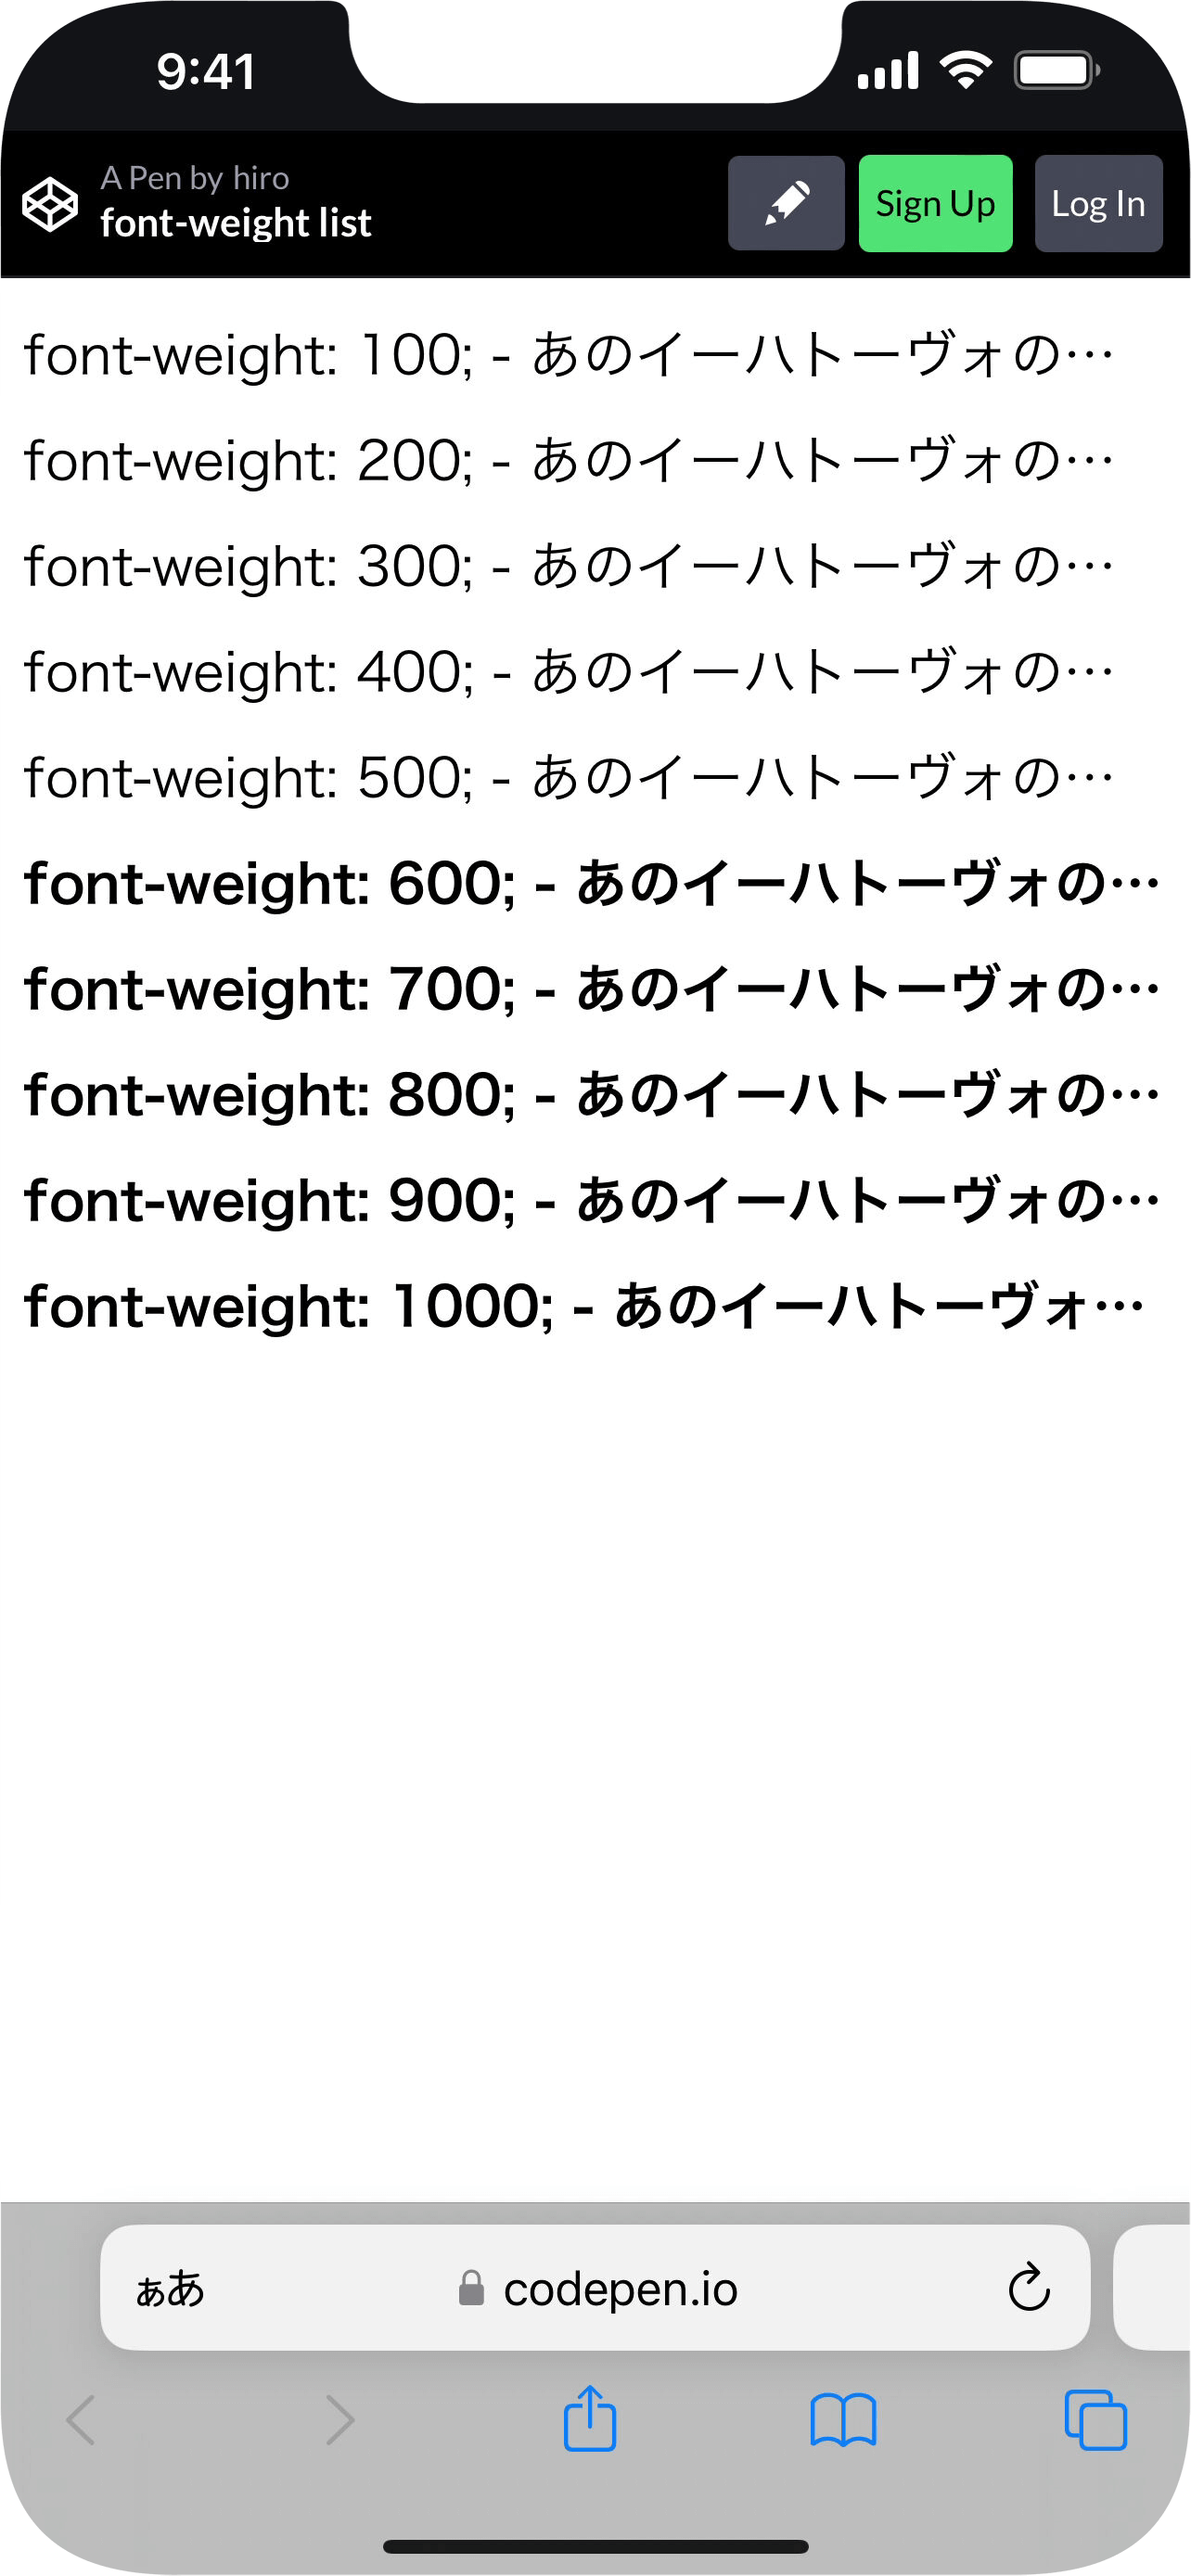 9:41
A Pen by hiro
font-weight list
Sign Up
Log In
font-weight: 100; - あのイーハトーヴォの…
font-weight: 200; - あのイーハトーヴォの…
font-weight: 300; - あのイーハトーヴォの…
font-weight: 400; - あのイーハトーヴォの…
font-weight: 500; - あのイーハトーヴォの…
font-weight: 600; - あのイーハトーヴォの…
font-weight: 700; - あのイーハトーヴォの…
font-weight: 800; - あのイーハトーヴォの…
font-weight: 900; - あのイーハトーヴォの…
font-weight: 1000; - あのイーハトーヴォ…
ぁあ
codepen.io